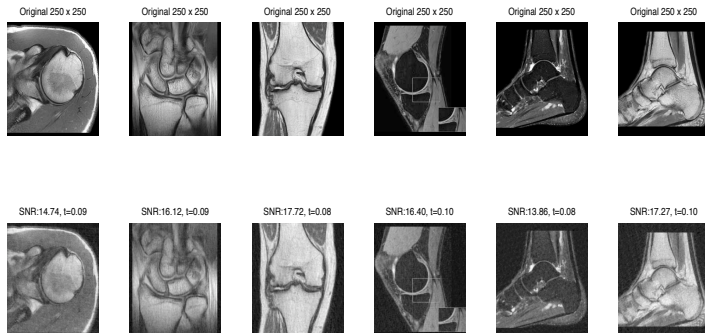 Original 250 x 250
Original 250 x 250
Original 250 x 250
Original 250 x 250
Original 250 x 250
Original 250 x 250
SNR:14.74, t=0.09
SNR:16.12, t=0.09
SNR:17.72, t=0.08
SNR:16.40, t=0.10
SNR:13.86, t=0.08
SNR:17.27, t=0.10